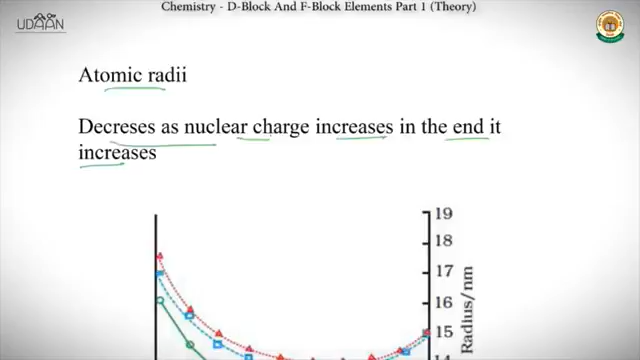 Chemistry - D-Block And F-Block Elements Part 1 (Theory)
UDAAN
Atomic radii
Decreses as nuclear charge increases in the end it
increases
19
18
17
16
15
14
Radius/nm